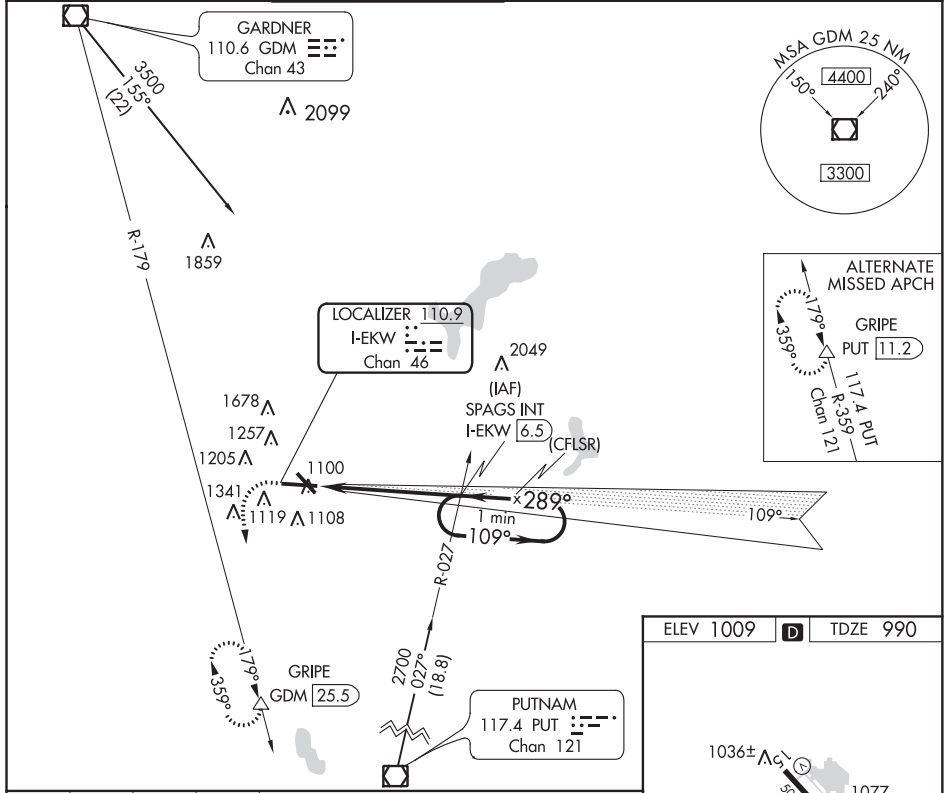 GARDNER
110.6 GDM
Chan 43
3500
155°
(22)
2099
MSA GDM 25 NM
150°
4400
240°
3300
R-179
1859
ALTERNATE
MISSED APCH
179°
359°
GRIPE
PUT 11.2
117.4 PUT
R-359
Chan 121
LOCALIZER 110.9
I-EKW
Chan 46
2049
(IAF)
SPAGS INT
I-EKW 6.5
(CFLSR)
1678
1257
1205
1100
1341
1119
1108
289°
1 min
109°
109°
R-027
2700
027°
(18.8)
179°
359°
GRIPE
GDM 25.5
PUTNAM
117.4 PUT
Chan 121
ELEV 1009 D TDZE 990
1036±
15
V
50
1077